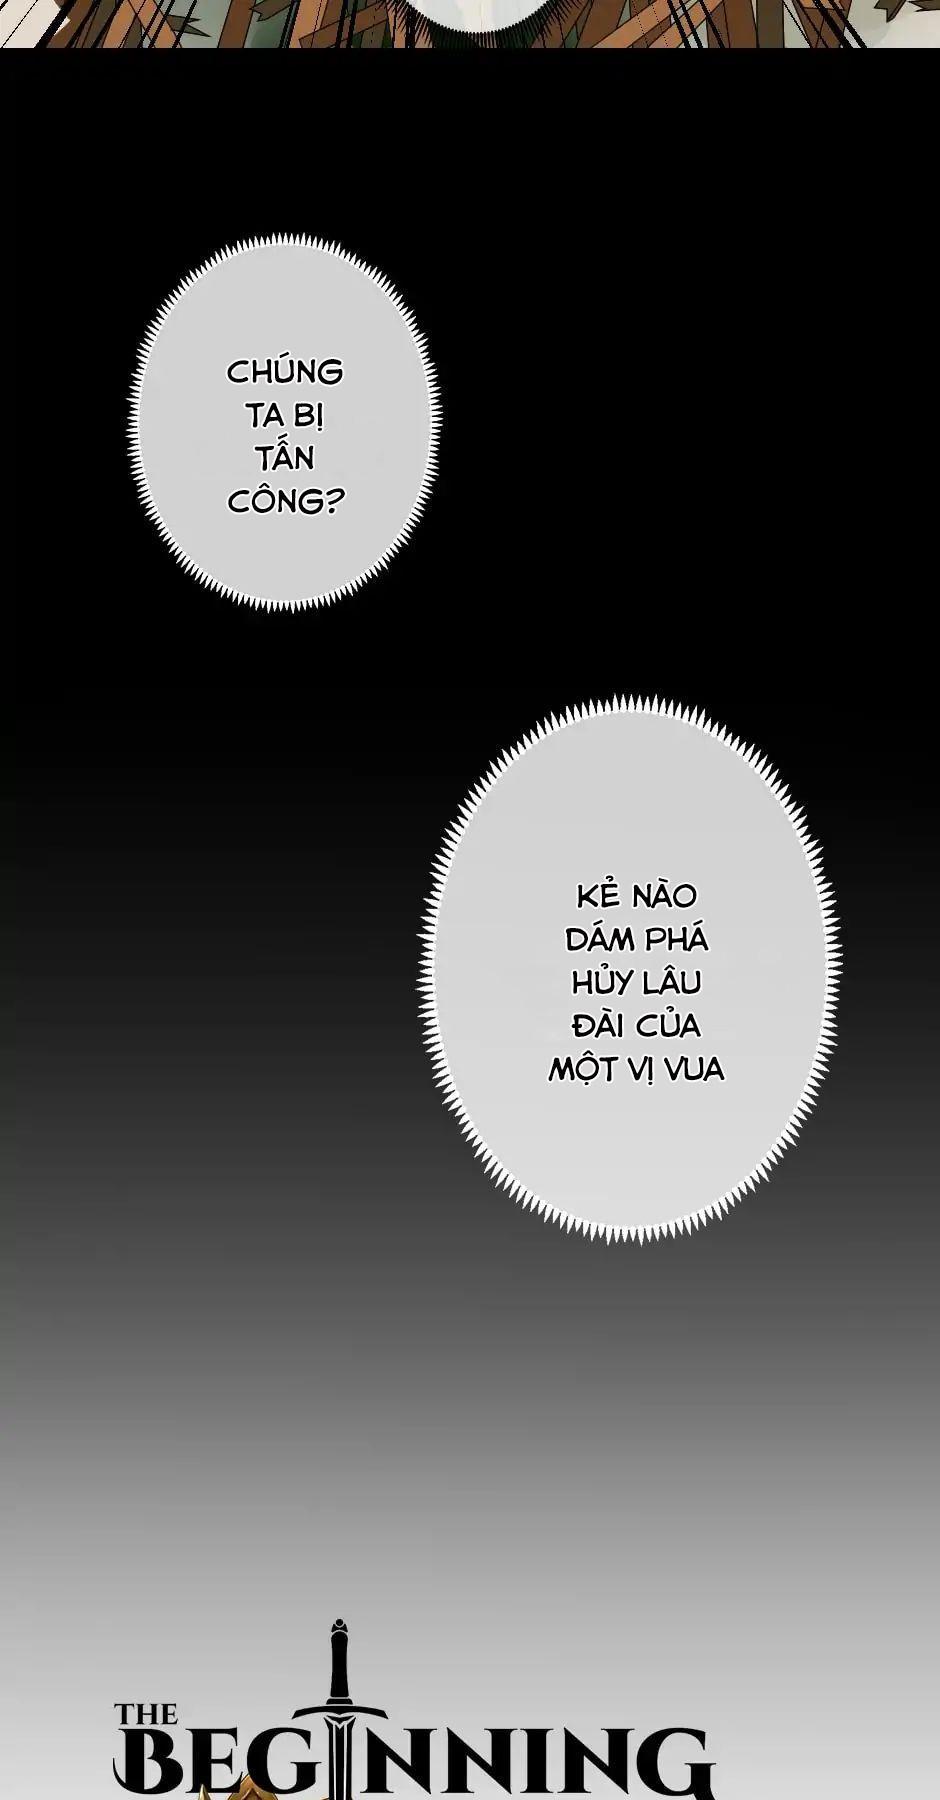 CHÚNG
TA BỊ
TẤN
CÔNG?
KẺ NÀO
DÁM PHÁ
HỦY LÂU
ĐÀI CỦA
MỘT VỊ VUA
THE
BEGINNING